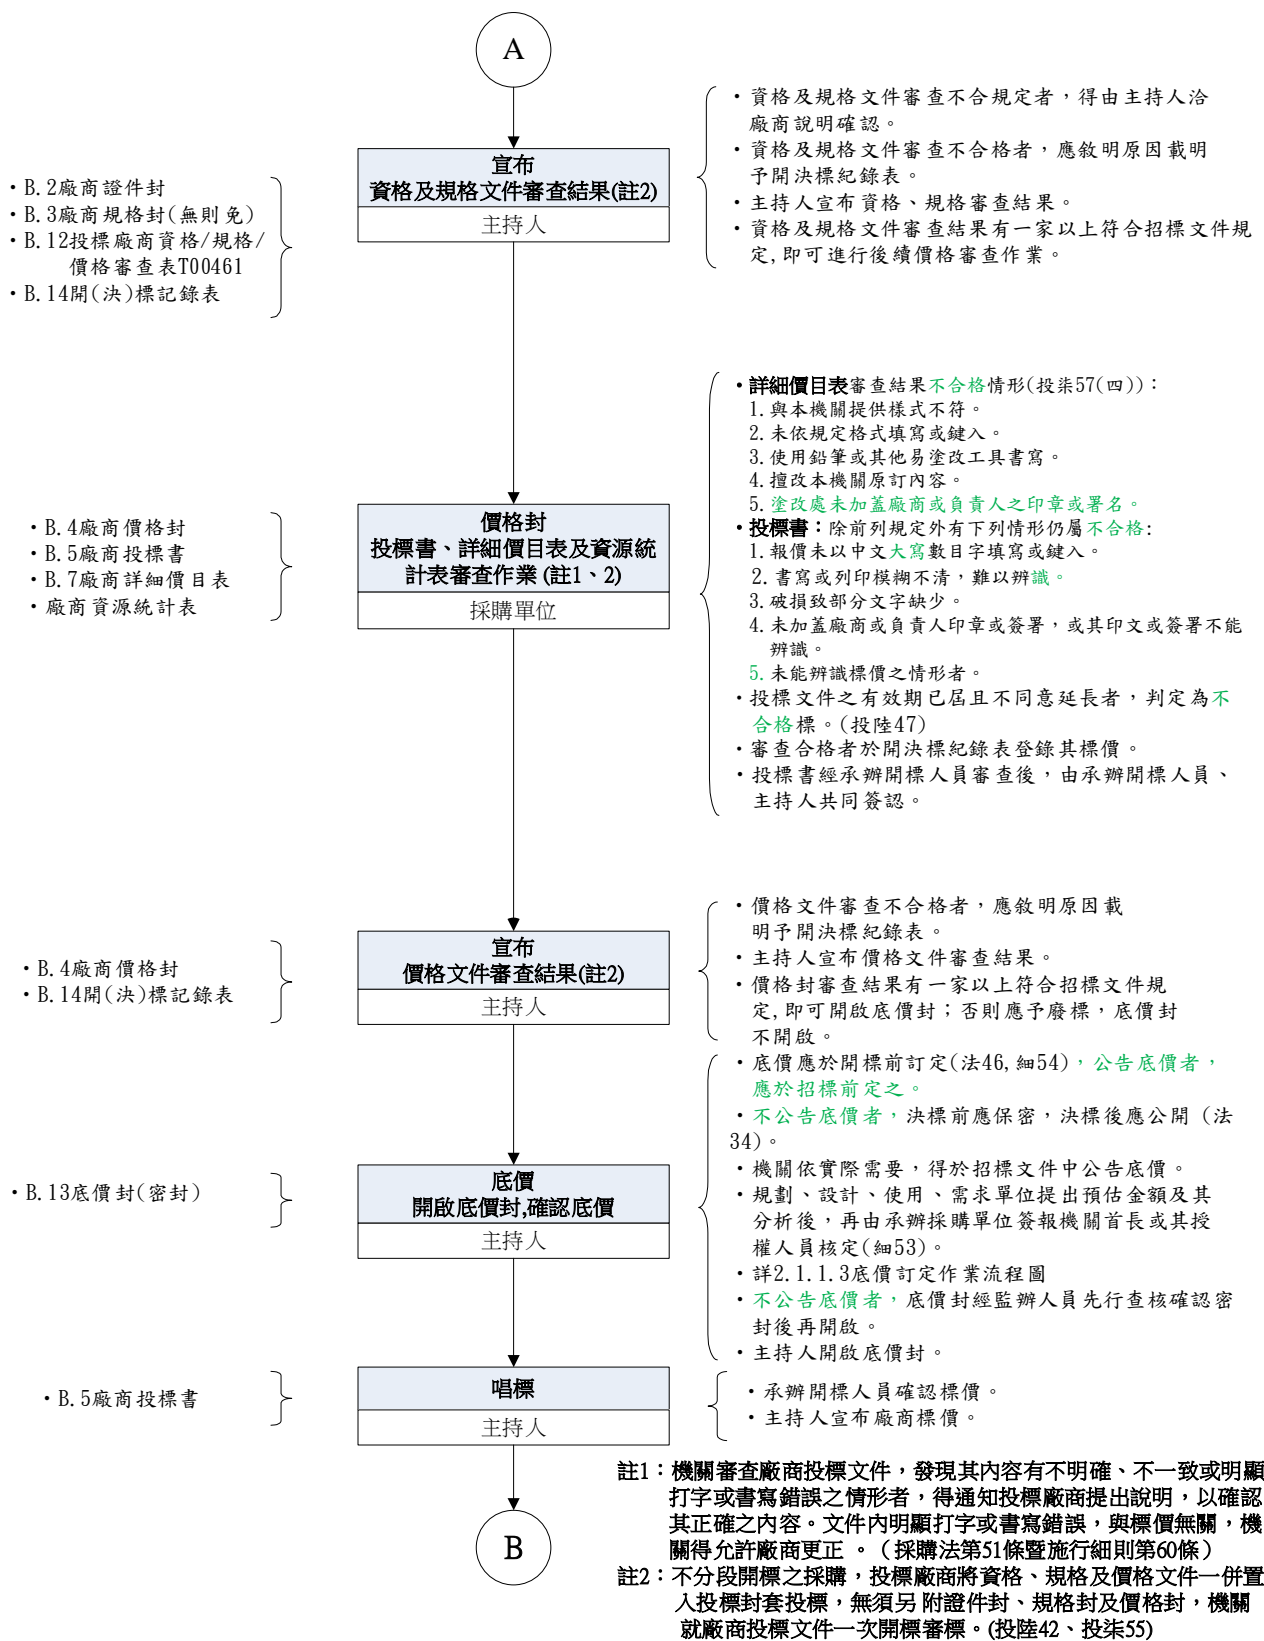 A
宣布
資格及規格文件審查結果(註2)
主持人
・B.2廠商證件封
・B.3廠商規格封(無則免)
・B.12投標廠商資格/規格/
價格審查表T00461
・B.14開(決)標記錄表
・資格及規格文件審查不合規定者，得由主持人洽
廠商說明確認。
・資格及規格文件審查不合格者，應敘明原因載明
予開決標紀錄表。
・主持人宣布資格、規格審查結果。
・資格及規格文件審查結果有一家以上符合招標文件規
定,即可進行後續價格審查作業。
價格封
投標書、詳細價目表及資源統
計表審查作業 (註1、2)
採購單位
・B.4廠商價格封
・B.5廠商投標書
・B.7廠商詳細價目表
・廠商資源統計表
・詳細價目表審查結果不合格情形(投柒57(四))：
1.與本機關提供樣式不符。
2.未依規定格式填寫或鍵入。
3.使用鉛筆或其他易塗改工具書寫。
4.擅改本機關原訂內容。
5.塗改處未加蓋廠商或負責人之印章或署名。
・投標書：除前列規定外有下列情形仍屬不合格:
1.報價未以中文大寫數目字填寫或鍵入。
2.書寫或列印模糊不清，難以辨識。
3.破損致部分文字缺少。
4.未加蓋廠商或負責人印章或簽署，或其印文或簽署不能
辨識。
5.未能辨識標價之情形者。
・投標文件之有效期已屆且不同意延長者，判定為不
合格標。(投陸47)
・審查合格者於開決標紀錄表登錄其標價。
・投標書經承辦開標人員審查後，由承辦開標人員、
主持人共同簽認。
宣布
價格文件審查結果(註2)
主持人
・B.4廠商價格封
・B.14開(決)標記錄表
・價格文件審查不合格者，應敘明原因載
明予開決標紀錄表。
・主持人宣布價格文件審查結果。
・價格封審查結果有一家以上符合招標文件規
定,即可開啟底價封；否則應予廢標，底價封
不開啟。
底價
開啟底價封,確認底價
主持人
・B.13底價封(密封)
・底價應於開標前訂定(法46,細54)，公告底價者，
應於招標前定之。
・不公告底價者，決標前應保密，決標後應公開 (法
34)。
・機關依實際需要，得於招標文件中公告底價。
・規劃、設計、使用、需求單位提出預估金額及其
分析後，再由承辦採購單位簽報機關首長或其授
權人員核定(細53)。
・詳2.1.1.3底價訂定作業流程圖
・不公告底價者，底價封經監辦人員先行查核確認密
封後再開啟。
・主持人開啟底價封。
唱標
主持人
・B.5廠商投標書
・承辦開標人員確認標價。
・主持人宣布廠商標價。
B
註1：機關審查廠商投標文件，發現其內容有不明確、不一致或明顯
打字或書寫錯誤之情形者，得通知投標廠商提出說明，以確認
其正確之內容。文件內明顯打字或書寫錯誤，與標價無關，機
關得允許廠商更正 。（採購法第51條暨施行細則第60條）
註2：不分段開標之採購，投標廠商將資格、規格及價格文件一併置
入投標封套投標，無須另附證件封、規格封及價格封，機關
就廠商投標文件一次開標審標。(投陸42、投柒55)